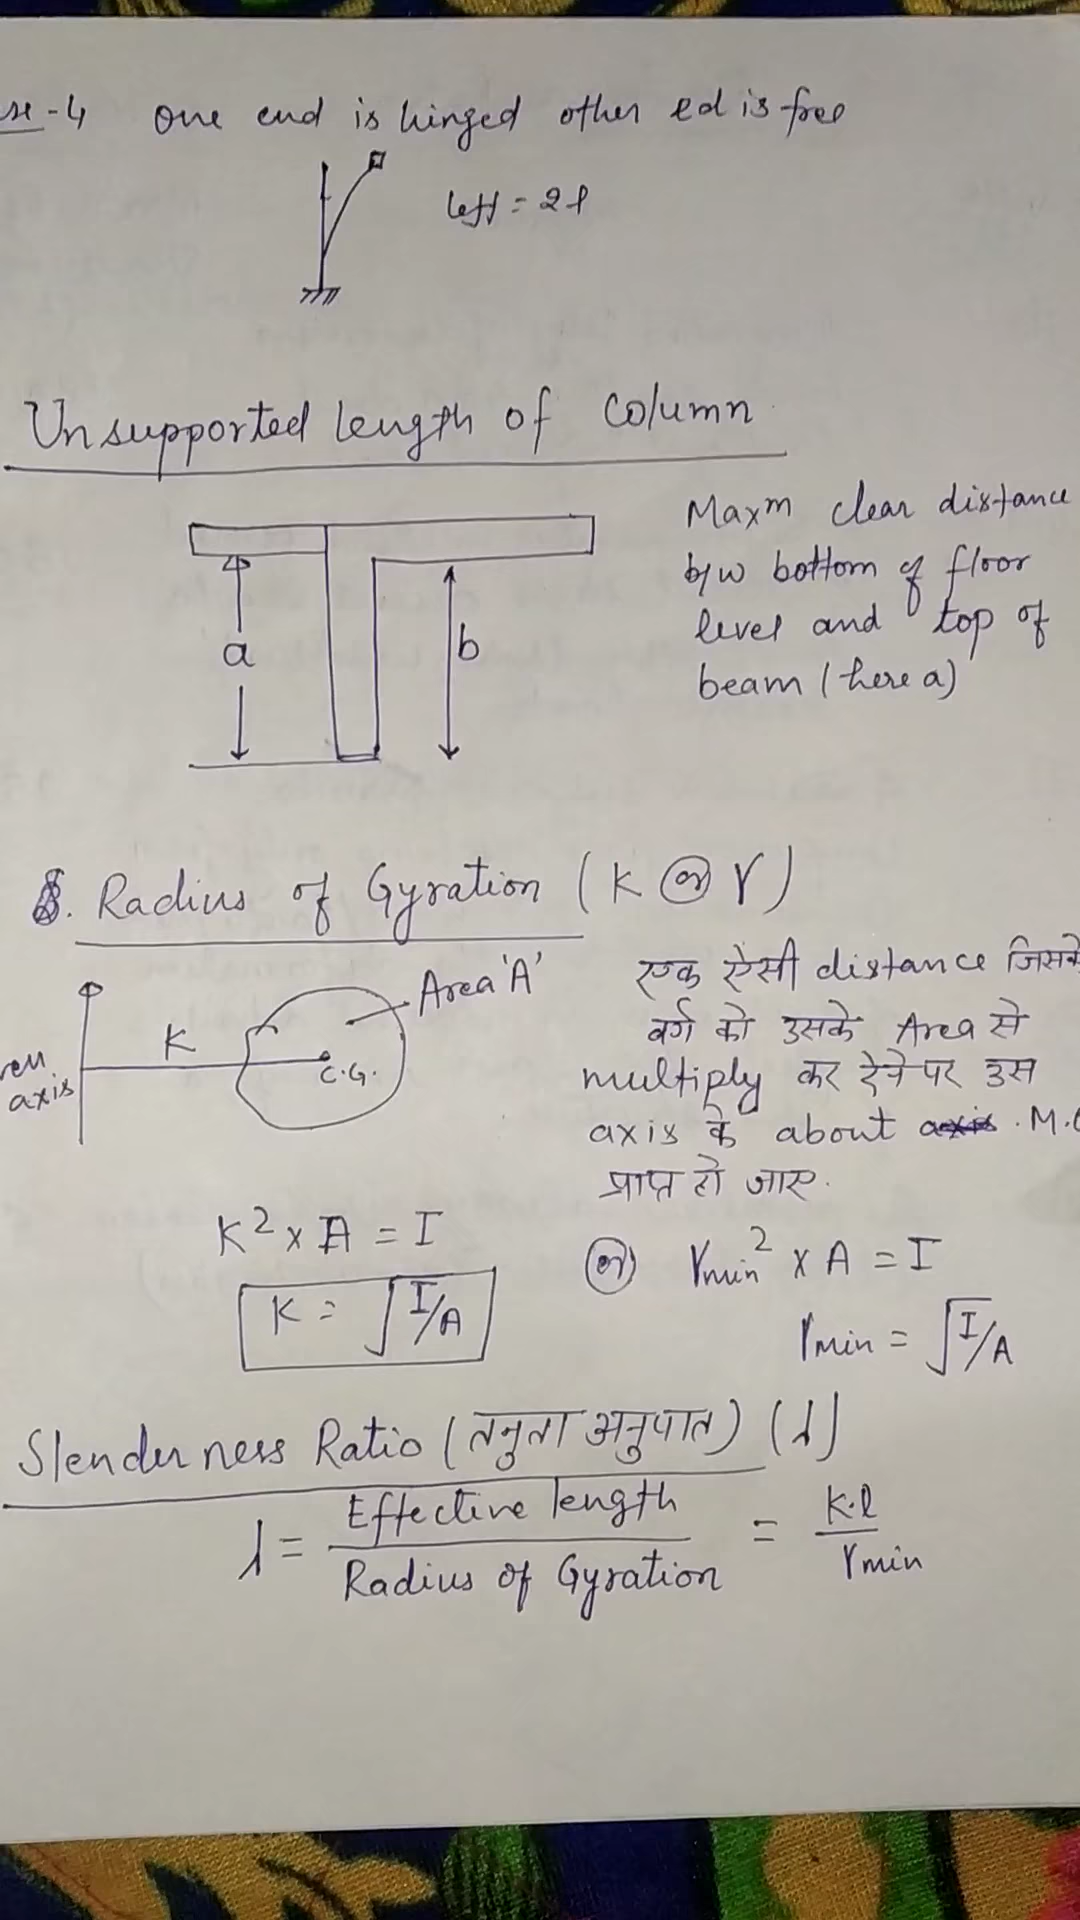 -4 One end is hinged other ed is free
leff = 2l
Unsupported length of column
Maxm clear distance
b/w bottom of floor
level and top of
beam (here a)
a
b
Radius of Gyration (K or r)
Area 'A'
K
C.G.
axis
एक ऐसी distance जिसके
वर्ग को उसके Area से
multiply कर देने पर उस
axis के about axis. M.
प्राप्त हो जाए.
K² x A = I
K = √I/A
or rmin² x A = I
rmin = √I/A
Slenderness Ratio (तनुता अनुपात) (λ)
λ = Effective length / Radius of Gyration = K.l / rmin